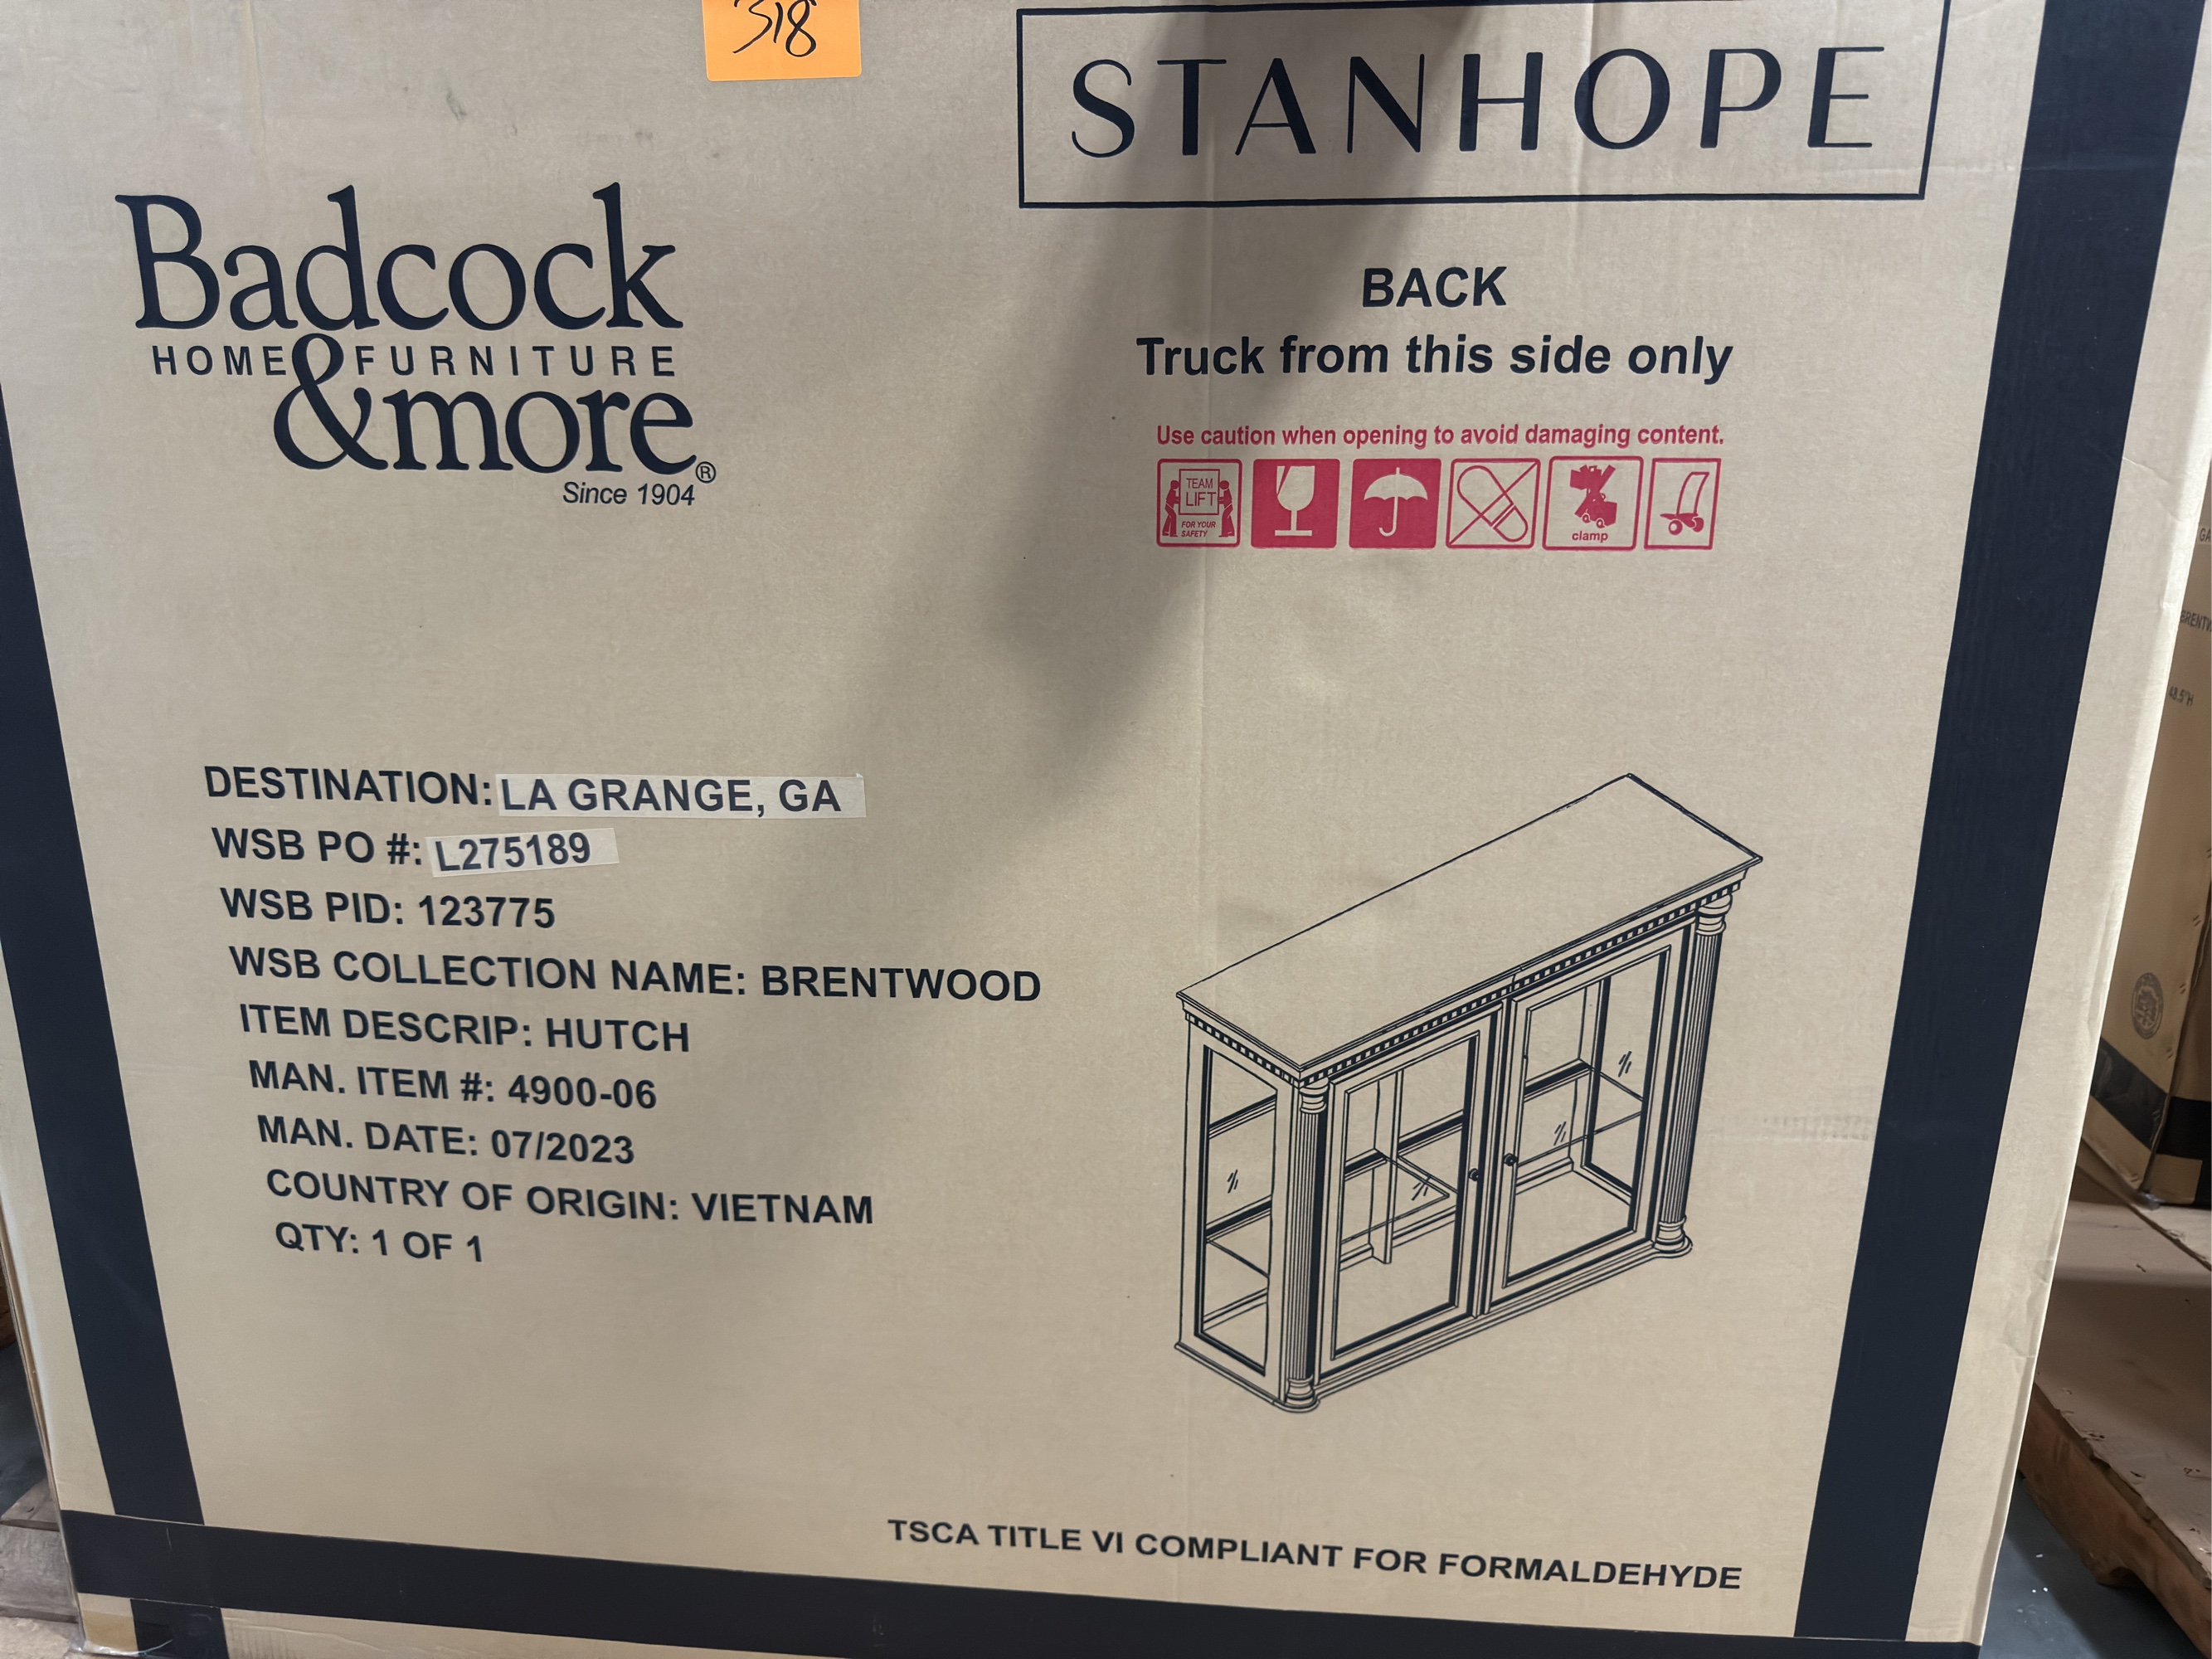 318
STANHOPE
Badcock
HOME FURNITURE
&more®
Since 1904
BACK
Truck from this side only
Use caution when opening to avoid damaging content.
TEAM
LIFT
FOR YOUR
SAFETY
clamp
DESTINATION: LA GRANGE, GA
WSB PO #: L275189
WSB PID: 123775
WSB COLLECTION NAME: BRENTWOOD
ITEM DESCRIP: HUTCH
MAN. ITEM #: 4900-06
MAN. DATE: 07/2023
COUNTRY OF ORIGIN: VIETNAM
QTY: 1 OF 1
TSCA TITLE VI COMPLIANT FOR FORMALDEHYDE